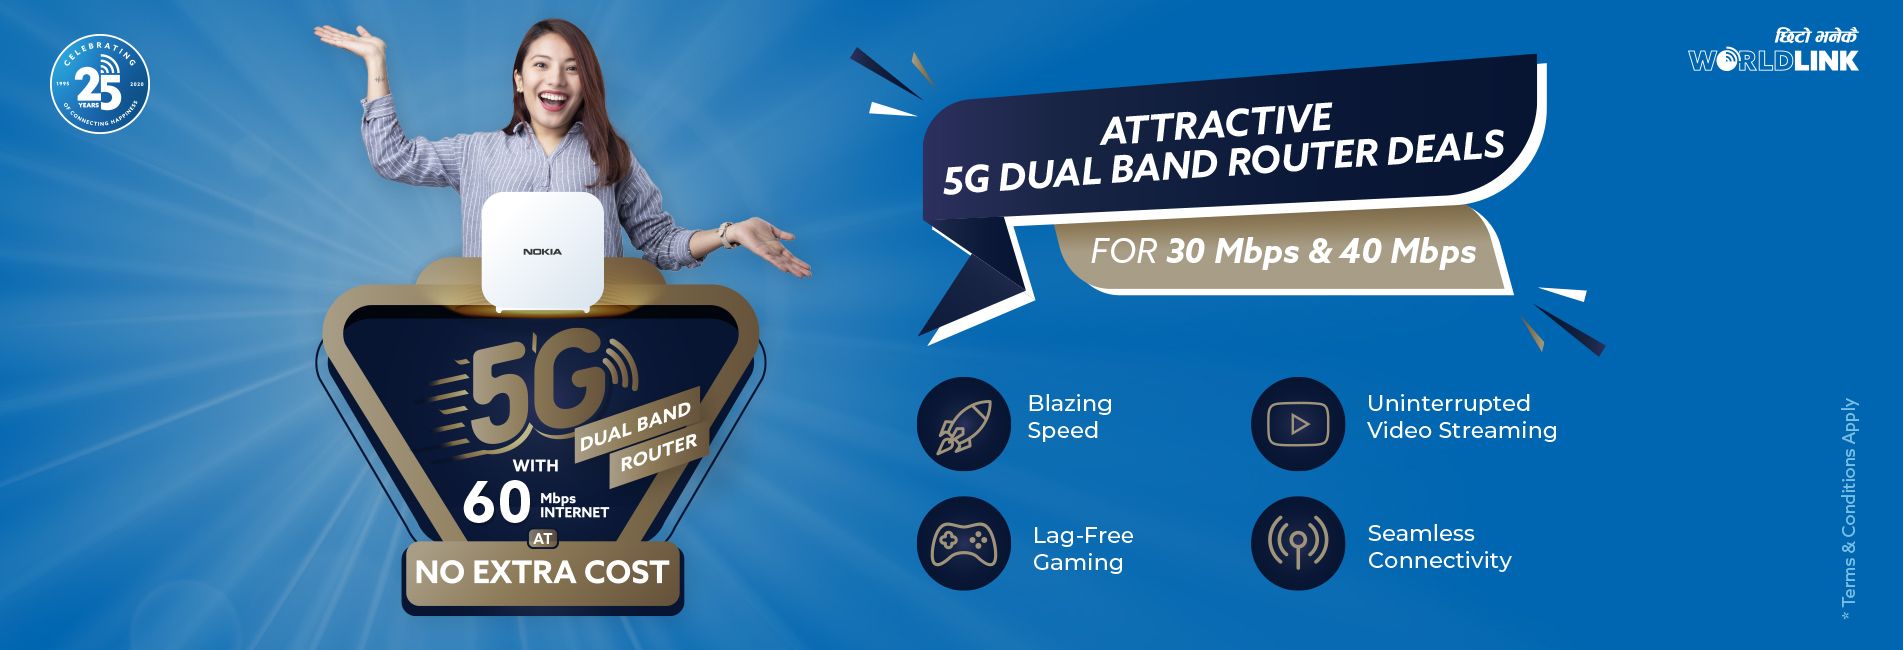 CELEBRATING
1995 25 2020
YEARS
OF CONNECTING HAPPINESS
NOKIA
5G
DUAL BAND
ROUTER
WITH
60 Mbps
INTERNET
AT
NO EXTRA COST
ATTRACTIVE
5G DUAL BAND ROUTER DEALS
FOR 30 Mbps & 40 Mbps
Blazing
Speed
Uninterrupted
Video Streaming
Lag-Free
Gaming
Seamless
Connectivity
छिटो भनेकै
WORLDLINK
* Terms & Conditions Apply